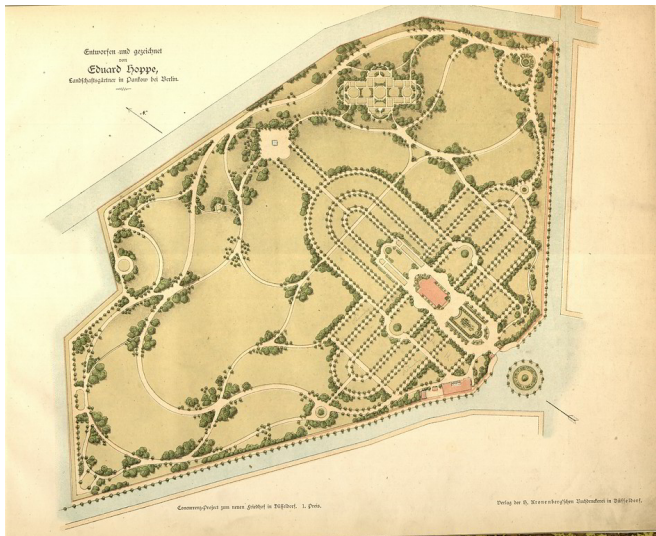 Entworfen und gezeichnet
von
Eduard Hoppe,
Landschaftsgärtner in Pankow bei Berlin.
N.
Concurrenz-Project zum neuen Friedhof in Düsseldorf. 1. Preis.
Verlag der H. Kronenberg'schen Buchdruckerei in Düsseldorf.